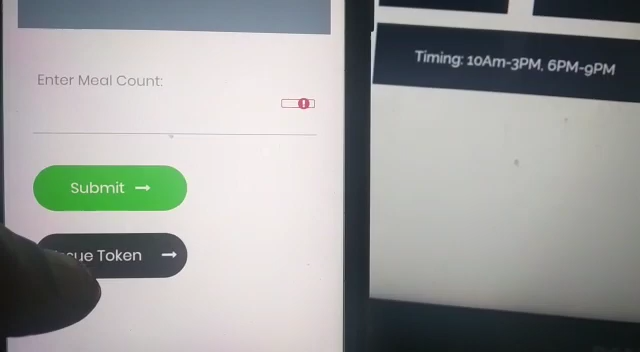 Enter Meal Count:
Submit
Token
Timing: 10Am-3PM, 6PM-9PM